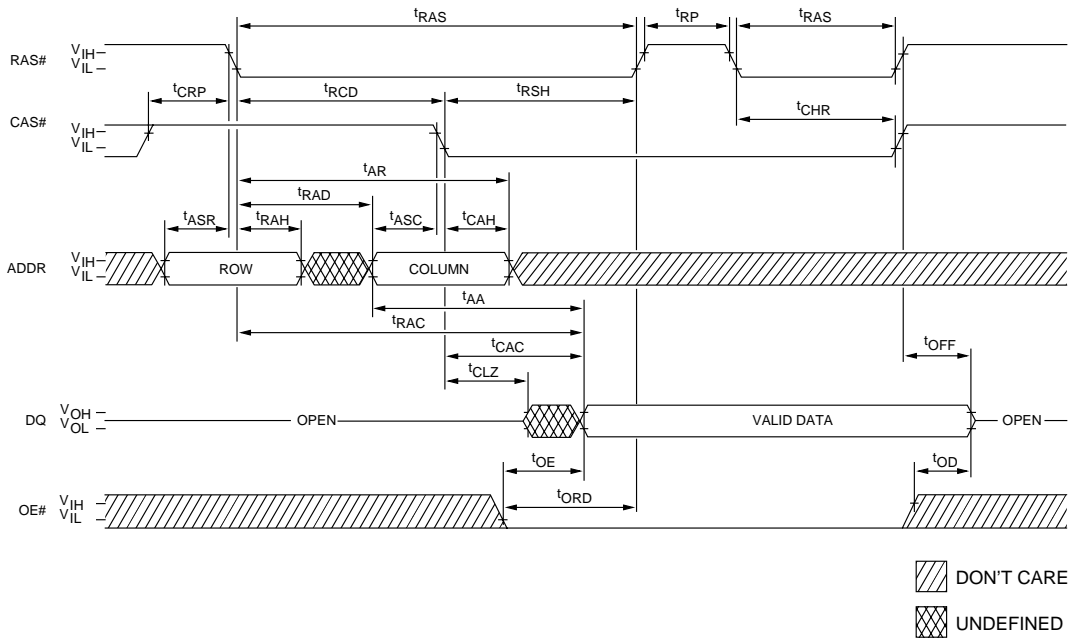 tRAS tRP tRAS
RAS# VIH VIL
tCRP tRCD tRSH
tCHR
CAS# VIH VIL
tAR
tRAD
tASR tRAH tASC tCAH
ADDR VIH VIL ROW COLUMN
tAA
tRAC
tCAC tOFF
tCLZ
DQ VOH VOL OPEN VALID DATA OPEN
tOE tOD
tORD
OE# VIH VIL
DON'T CARE
UNDEFINED